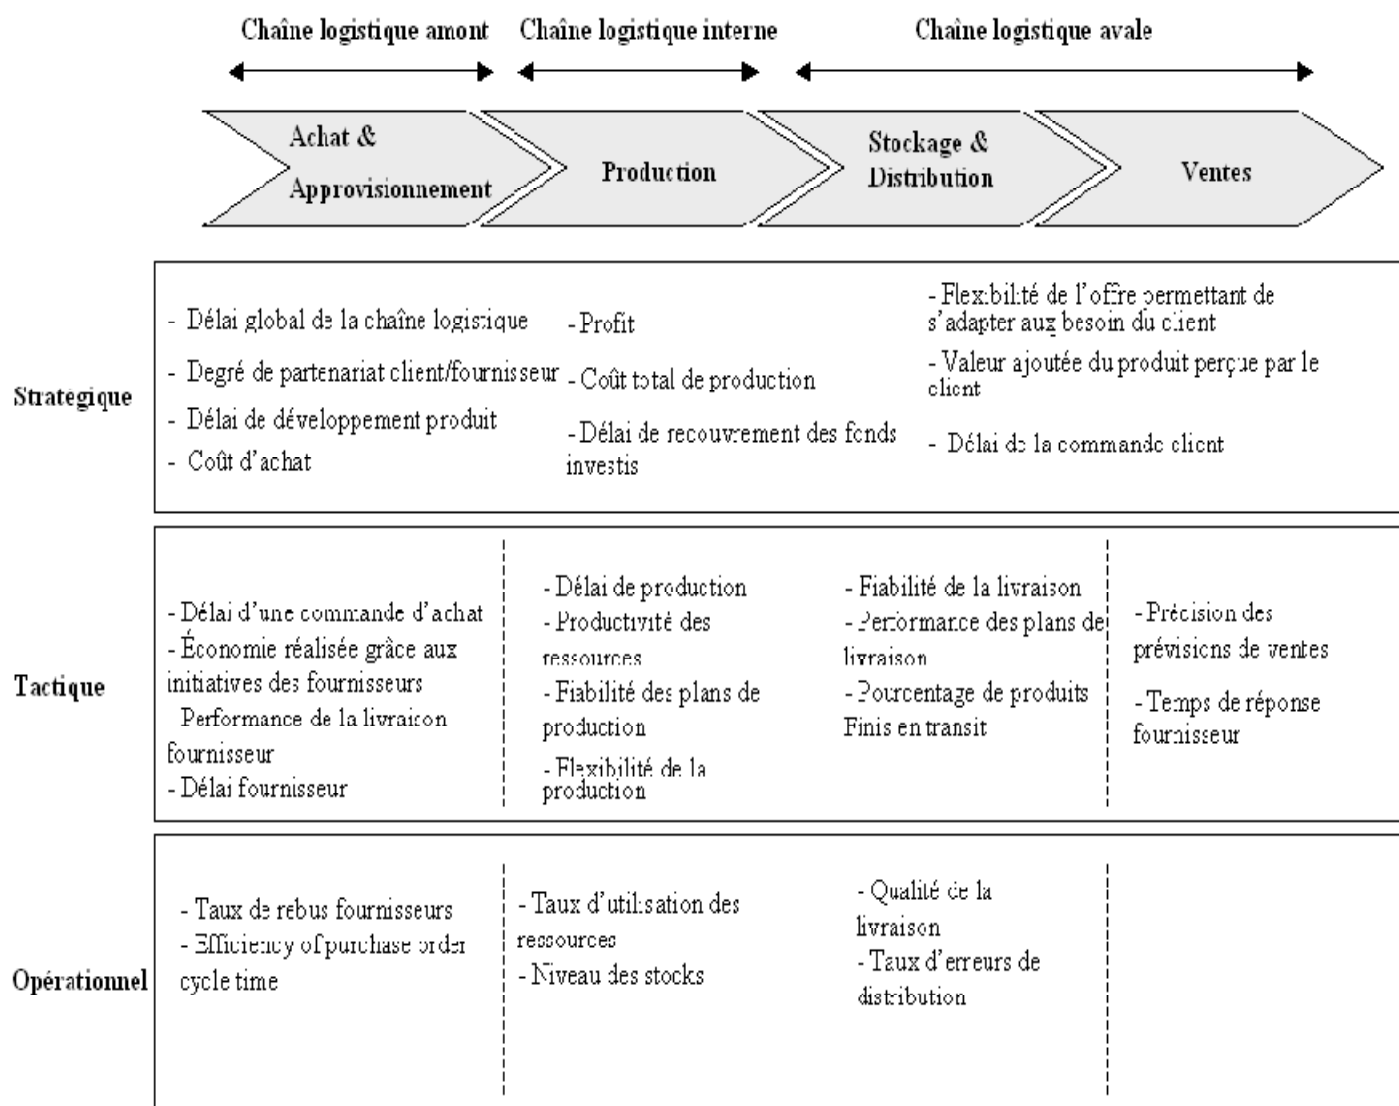 Chaîne logistique amont
Chaîne logistique interne
Chaîne logistique avale
Achat &
Approvisionnement
Production
Stockage &
Distribution
Ventes
Stratégique
- Délai global de la chaîne logistique
- Degré de partenariat client/fournisseur
- Délai de développement produit
- Coût d'achat
- Profit
- Coût total de production
- Délai de recouvrement des fonds
investis
- Flexibilité de l'offre permettant de
s'adapter aux besoin du client
- Valeur ajoutée du produit perçue par le
client
- Délai de la commande client
Tactique
- Délai d'une commande d'achat
- Économie réalisée grâce aux
initiatives des fournisseurs
- Performance de la livraison
fournisseur
- Délai fournisseur
- Délai de production
- Productivité des
ressources
- Fiabilité des plans de
production
- Flexibilité de la
production
- Fiabilité de la livraison
- Performance des plans de
livraison
- Pourcentage de produits
Finis en transit
- Précision des
prévisions de ventes
- Temps de réponse
fournisseur
Opérationnel
- Taux de rebus fournisseurs
- Efficiency of purchase order
cycle time
- Taux d'utilisation des
ressources
- Niveau des stocks
- Qualité de la
livraison
- Taux d'erreurs de
distribution